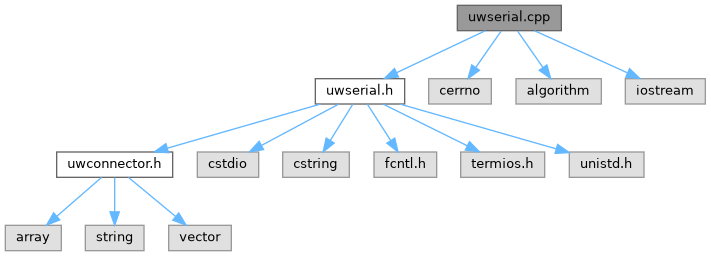 uwserial.cpp
uwserial.h
cerrno
algorithm
iostream
uwconnector.h
cstdio
cstring
fcntl.h
termios.h
unistd.h
array
string
vector